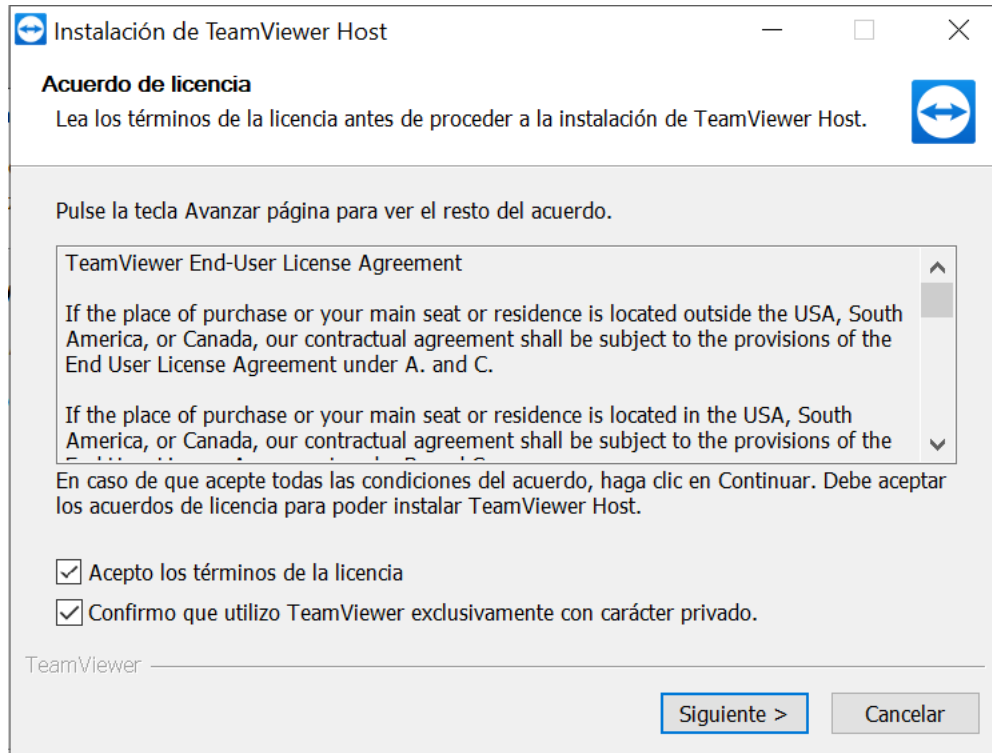 Instalación de TeamViewer Host
Acuerdo de licencia
Lea los términos de la licencia antes de proceder a la instalación de TeamViewer Host.
Pulse la tecla Avanzar página para ver el resto del acuerdo.
TeamViewer End-User License Agreement
If the place of purchase or your main seat or residence is located outside the USA, South
America, or Canada, our contractual agreement shall be subject to the provisions of the
End User License Agreement under A. and C.
If the place of purchase or your main seat or residence is located in the USA, South
America, or Canada, our contractual agreement shall be subject to the provisions of the
En caso de que acepte todas las condiciones del acuerdo, haga clic en Continuar. Debe aceptar
los acuerdos de licencia para poder instalar TeamViewer Host.
Acepto los términos de la licencia
Confirmo que utilizo TeamViewer exclusivamente con carácter privado.
TeamViewer
Siguiente >
Cancelar